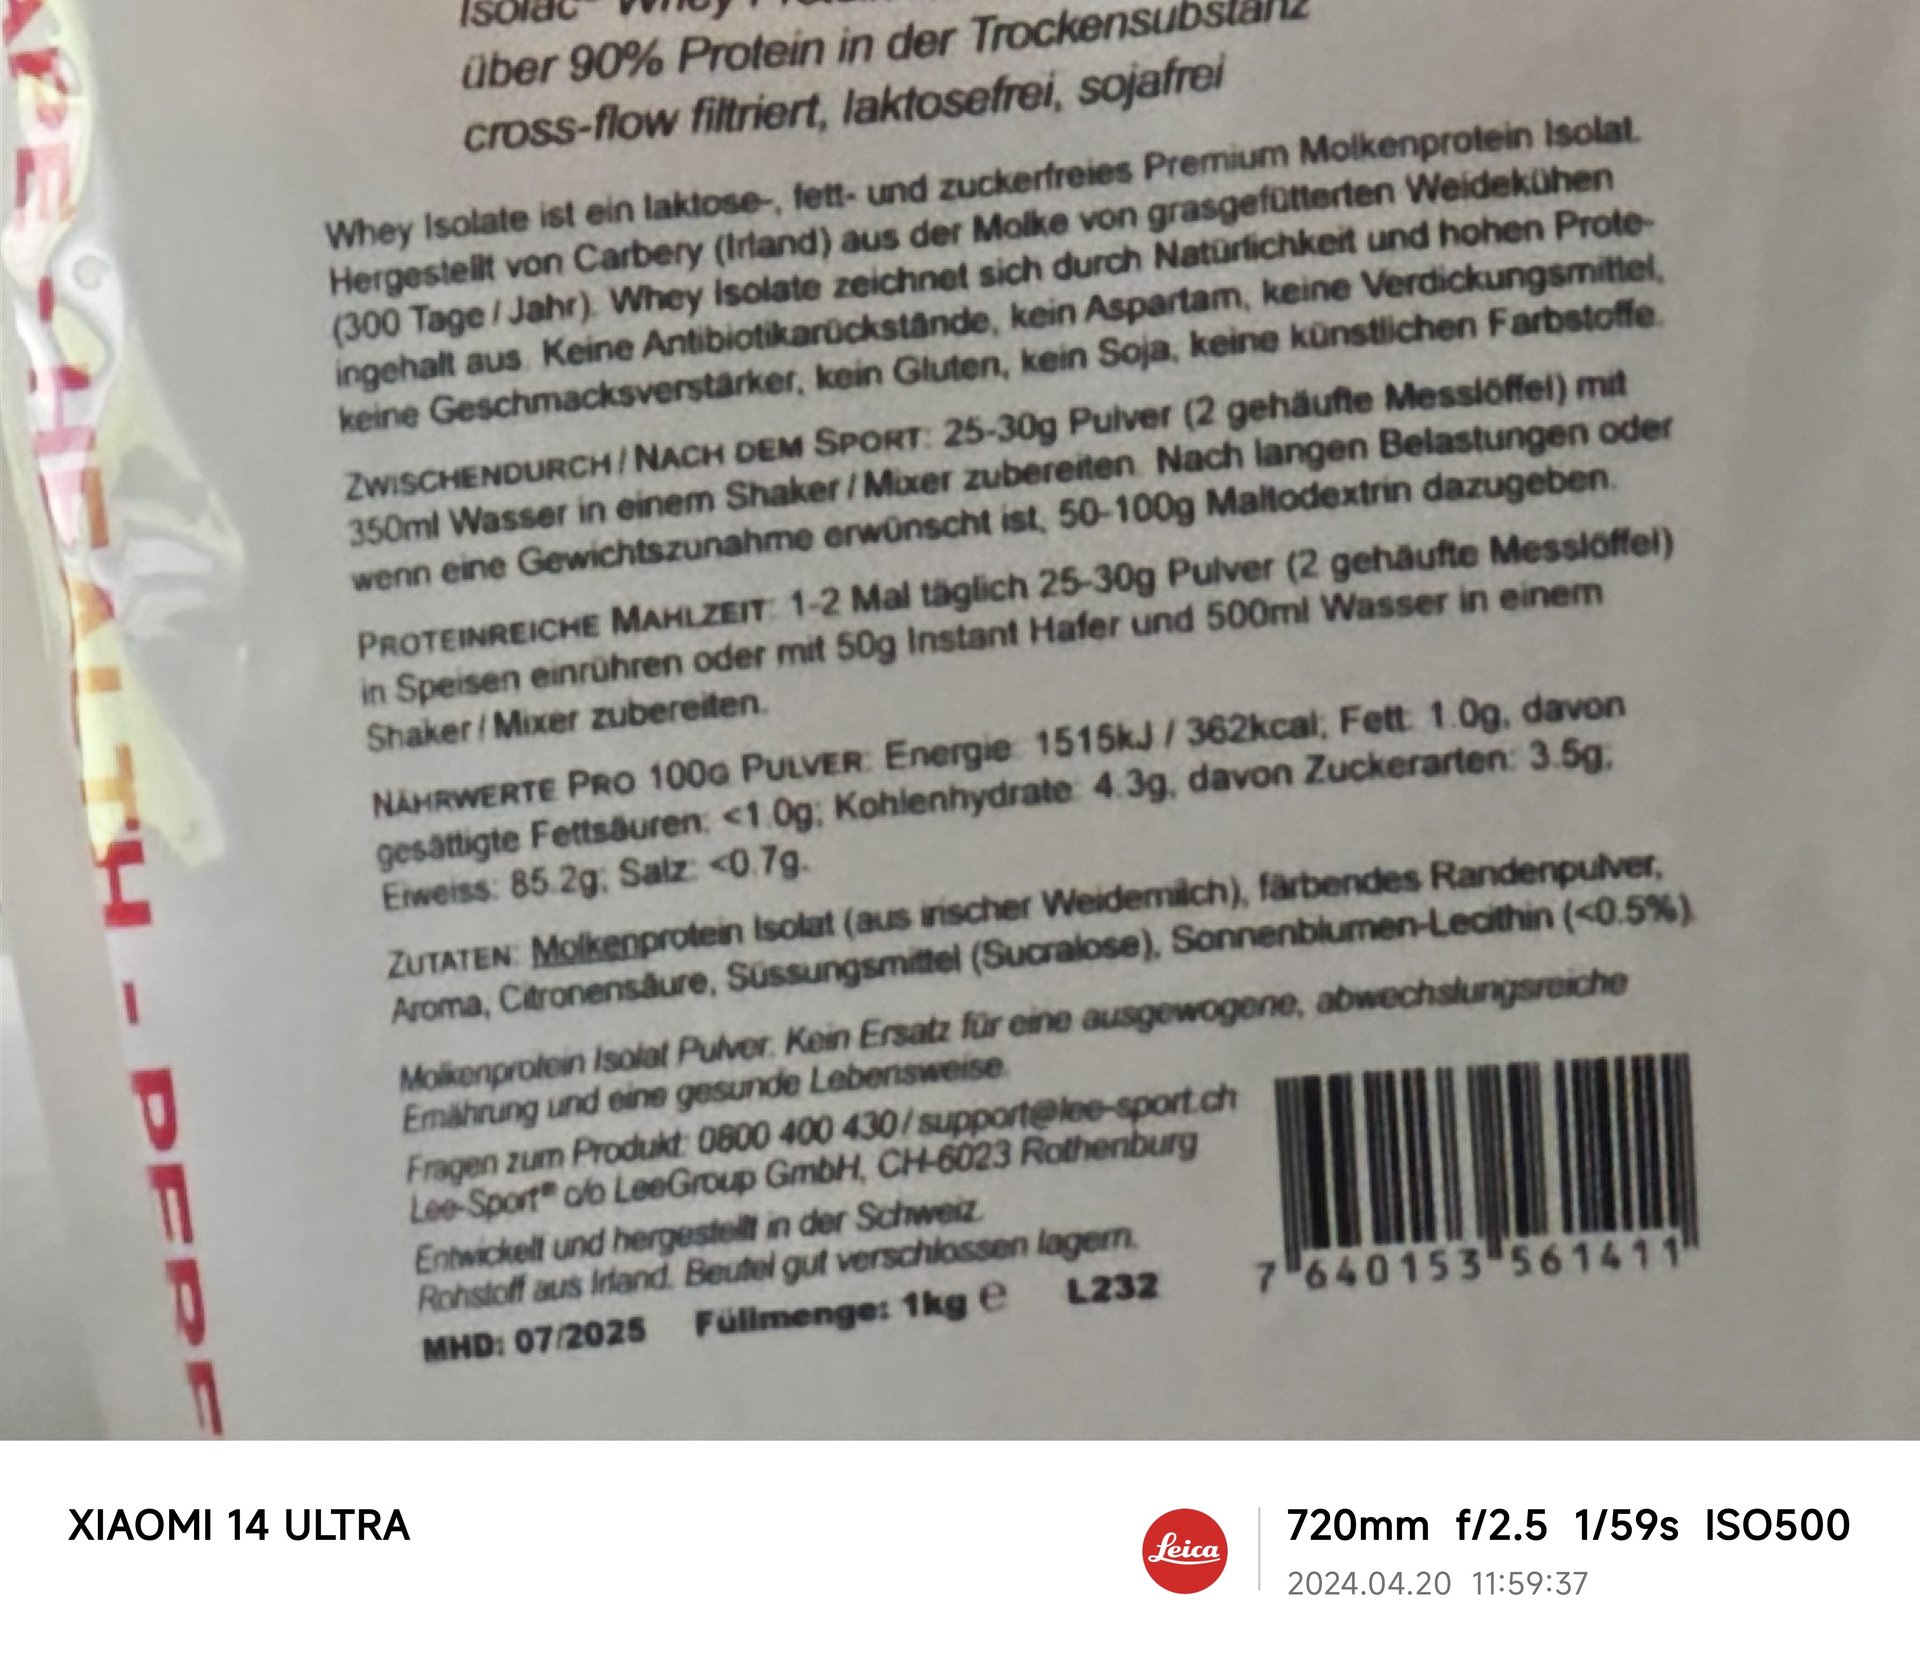 Isolac® Whey
über 90% Protein in der Trockensubstanz
cross-flow filtriert, laktosefrei, sojafrei
Whey Isolate ist ein laktose-, fett- und zuckerfreies Premium Molkenprotein Isolat.
Hergestellt von Carbery (Irland) aus der Molke von grasgefütterten Weidekühen
(300 Tage / Jahr). Whey Isolate zeichnet sich durch Natürlichkeit und hohen Prote-
ingehalt aus. Keine Antibiotikarückstände, kein Aspartam, keine Verdickungsmittel,
keine Geschmacksverstärker, kein Gluten, kein Soja, keine künstlichen Farbstoffe.
ZWISCHENDURCH / NACH DEM SPORT: 25-30g Pulver (2 gehäufte Messlöffel) mit
350ml Wasser in einem Shaker / Mixer zubereiten. Nach langen Belastungen oder
wenn eine Gewichtszunahme erwünscht ist, 50-100g Maltodextrin dazugeben.
PROTEINREICHE MAHLZEIT: 1-2 Mal täglich 25-30g Pulver (2 gehäufte Messlöffel)
in Speisen einrühren oder mit 50g Instant Hafer und 500ml Wasser in einem
Shaker / Mixer zubereiten.
NÄHRWERTE PRO 100G PULVER: Energie: 1515kJ / 362kcal; Fett: 1.0g, davon
gesättigte Fettsäuren: <1.0g; Kohlenhydrate: 4.3g, davon Zuckerarten: 3.5g;
Eiweiss: 85.2g; Salz: <0.7g.
ZUTATEN: Molkenprotein Isolat (aus irischer Weidemilch), färbendes Randenpulver,
Aroma, Citronensäure, Süssungsmittel (Sucralose), Sonnenblumen-Lecithin (<0.5%).
Molkenprotein Isolat Pulver. Kein Ersatz für eine ausgewogene, abwechslungsreiche
Ernährung und eine gesunde Lebensweise.
Fragen zum Produkt: 0800 400 430 / support@lee-sport.ch
Lee-Sport® c/o LeeGroup GmbH, CH-6023 Rothenburg
Entwickelt und hergestellt in der Schweiz.
Rohstoff aus Irland. Beutel gut verschlossen lagern.
MHD: 07/2025 Füllmenge: 1kg e L232
7 640153 561411
XIAOMI 14 ULTRA
Leica
720mm f/2.5 1/59s ISO500
2024.04.20 11:59:37